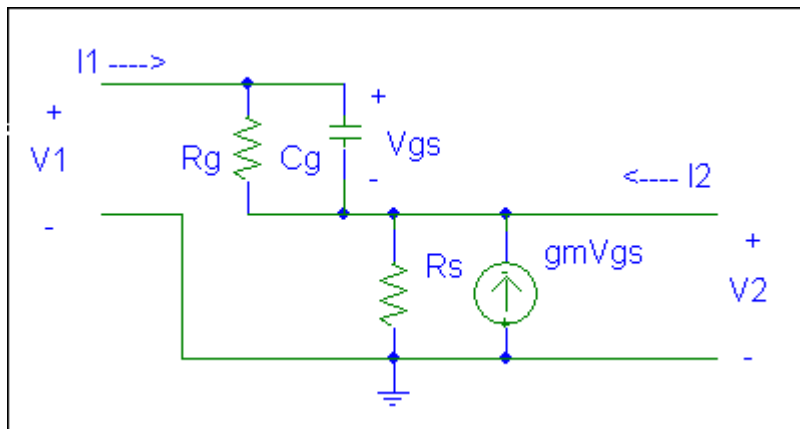 I1 ---->
+
V1
-
Rg
Cg
+
Vgs
-
<---- I2
Rs
gmVgs
+
V2
-